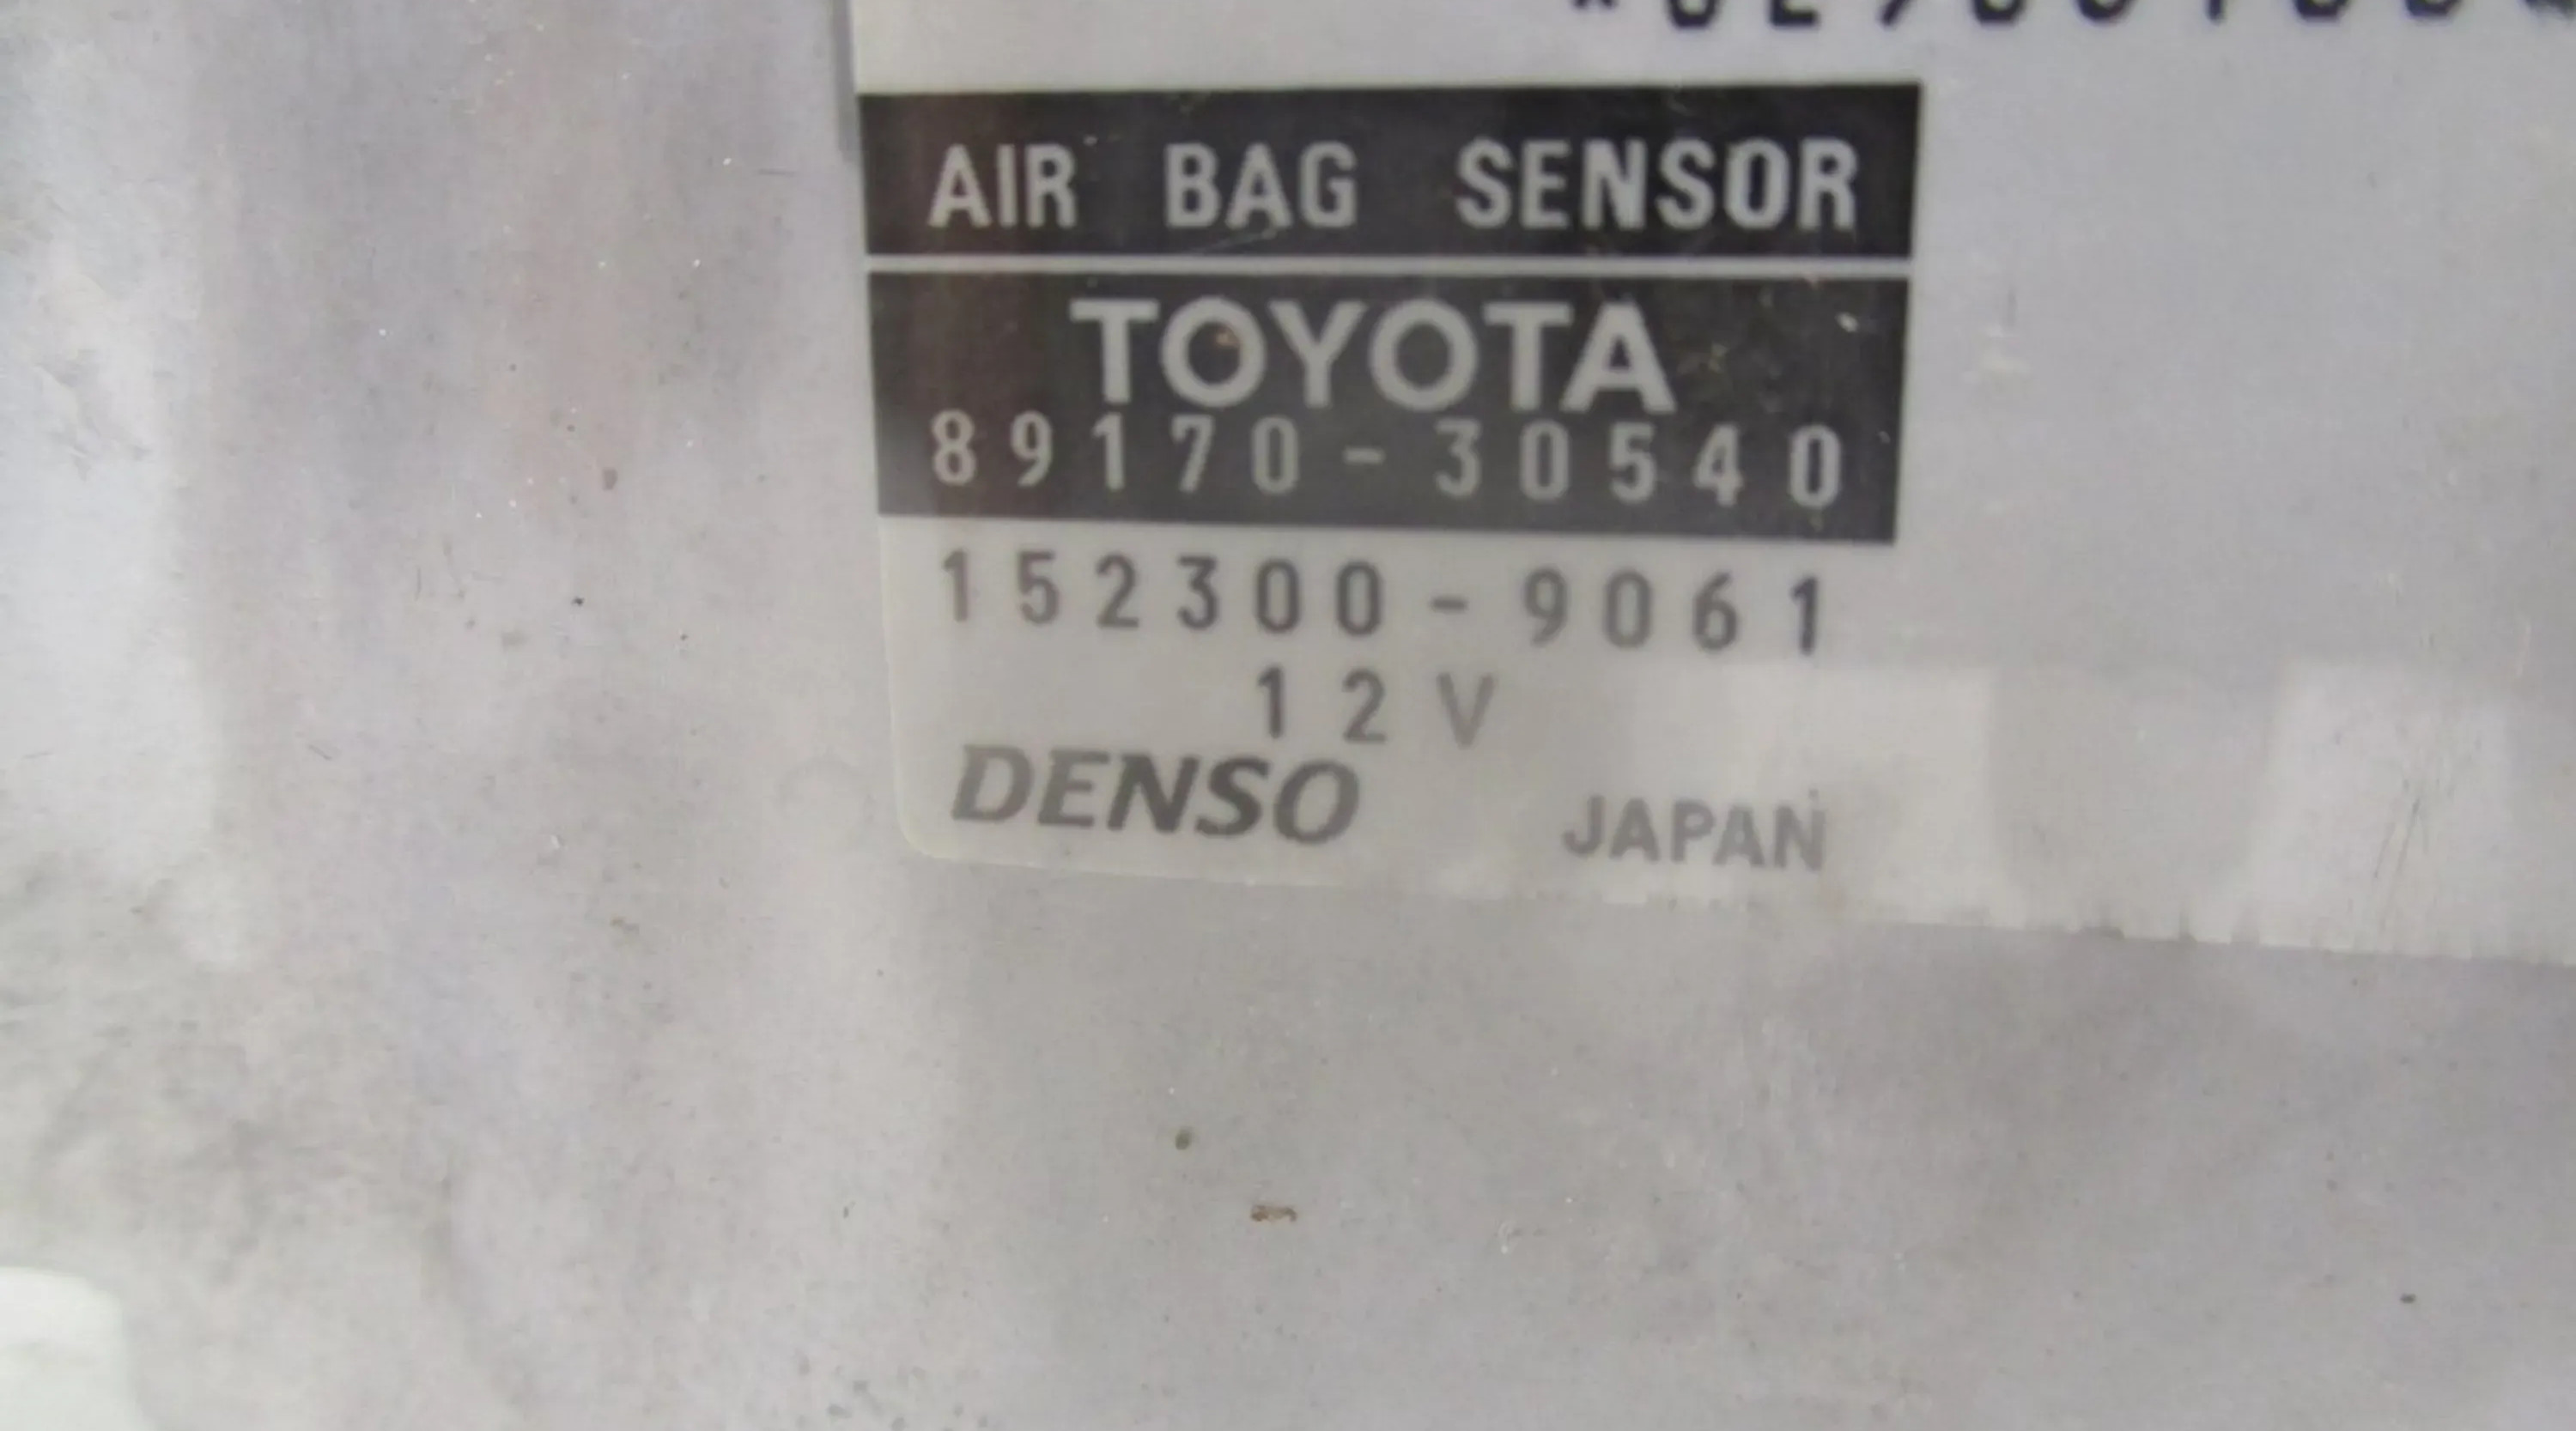 AIR BAG SENSOR
TOYOTA
89170-30540
152300-9061
12V
DENSO JAPAN